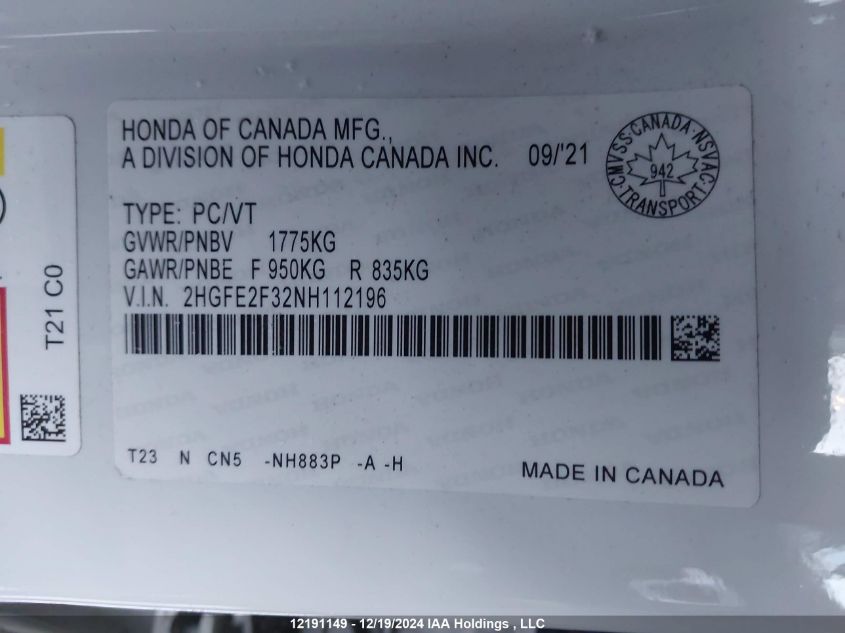 HONDA OF CANADA MFG.,
A DIVISION OF HONDA CANADA INC. 09/'21
CMVSS·CANADA·NSVAC
942
·TRANSPORT·
TYPE: PC/VT
GVWR/PNBV 1775KG
GAWR/PNBE F 950KG R 835KG
V.I.N. 2HGFE2F32NH112196
T23 N CN5 -NH883P -A -H
MADE IN CANADA
T21 C0
12191149 - 12/19/2024 IAA Holdings , LLC